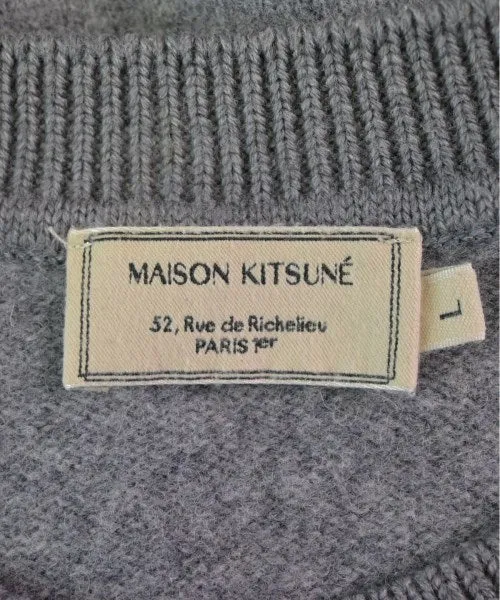 MAISON KITSUNÉ
52, Rue de Richelieu
PARIS 1er
L